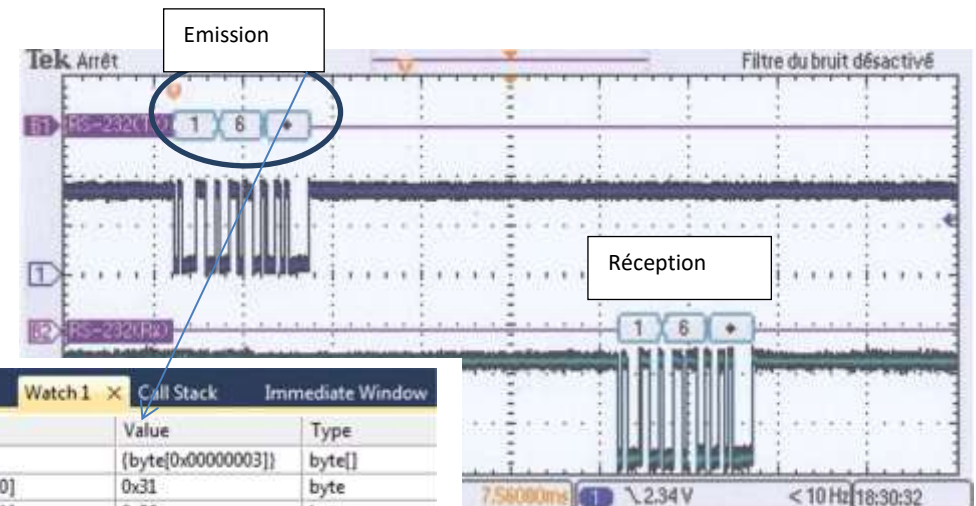 Emission
Tek Arrêt
Filtre du bruit désactivé
B1 RS-232(Tx) 1 6 ◆
1
Réception
B2 RS-232(Rx) 1 6 ◆
Watch 1 × Call Stack Immediate Window
Value Type
{byte[0x00000003]} byte[]
0] 0x31 byte
7.56000ms 1 \ 2.34 V < 10 Hz 18:30:32